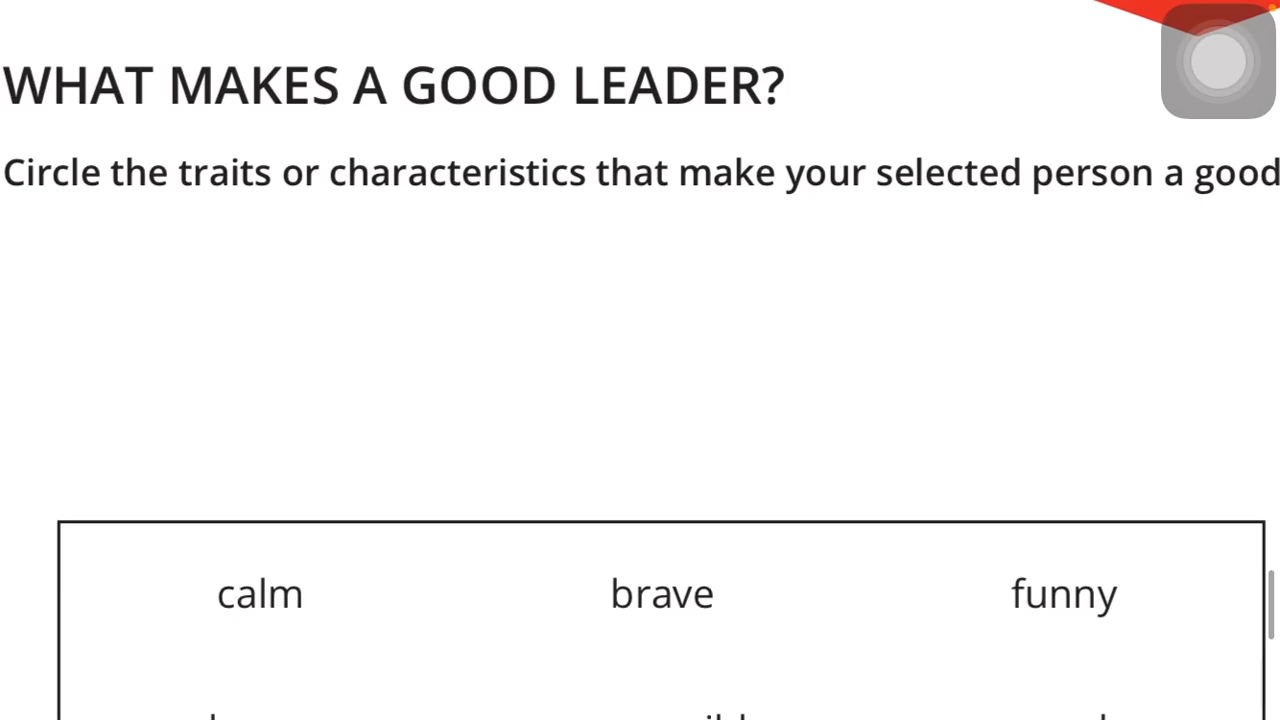 WHAT MAKES A GOOD LEADER?
Circle the traits or characteristics that make your selected person a good
calm brave funny